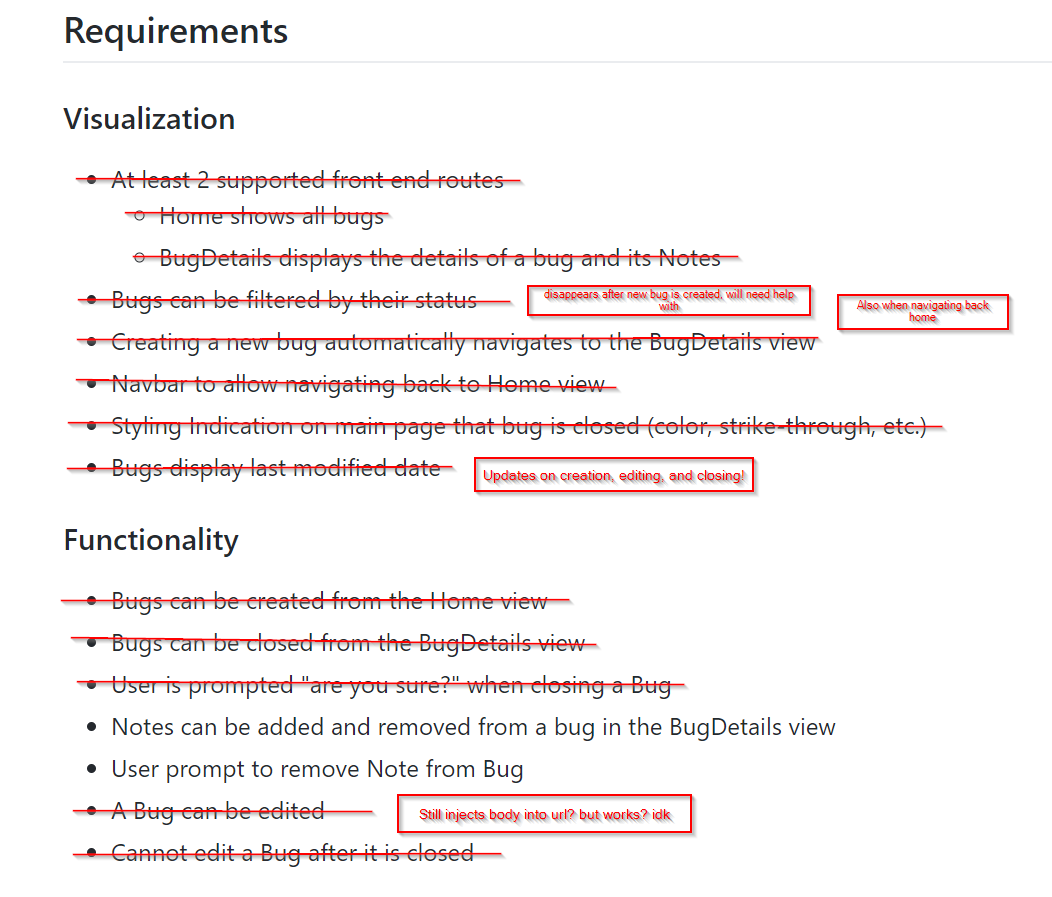 Requirements
Visualization
At least 2 supported front end routes
Home shows all bugs
BugDetails displays the details of a bug and its Notes
Bugs can be filtered by their status
disappears after new bug is created, will need help
with
Also when navigating back
home
Creating a new bug automatically navigates to the BugDetails view
Navbar to allow navigating back to Home view
Styling Indication on main page that bug is closed (color, strike-through, etc.)
Bugs display last modified date
Updates on creation, editing, and closing!
Functionality
Bugs can be created from the Home view
Bugs can be closed from the BugDetails view
User is prompted "are you sure?" when closing a Bug
Notes can be added and removed from a bug in the BugDetails view
User prompt to remove Note from Bug
A Bug can be edited
Still injects body into url? but works? idk
Cannot edit a Bug after it is closed